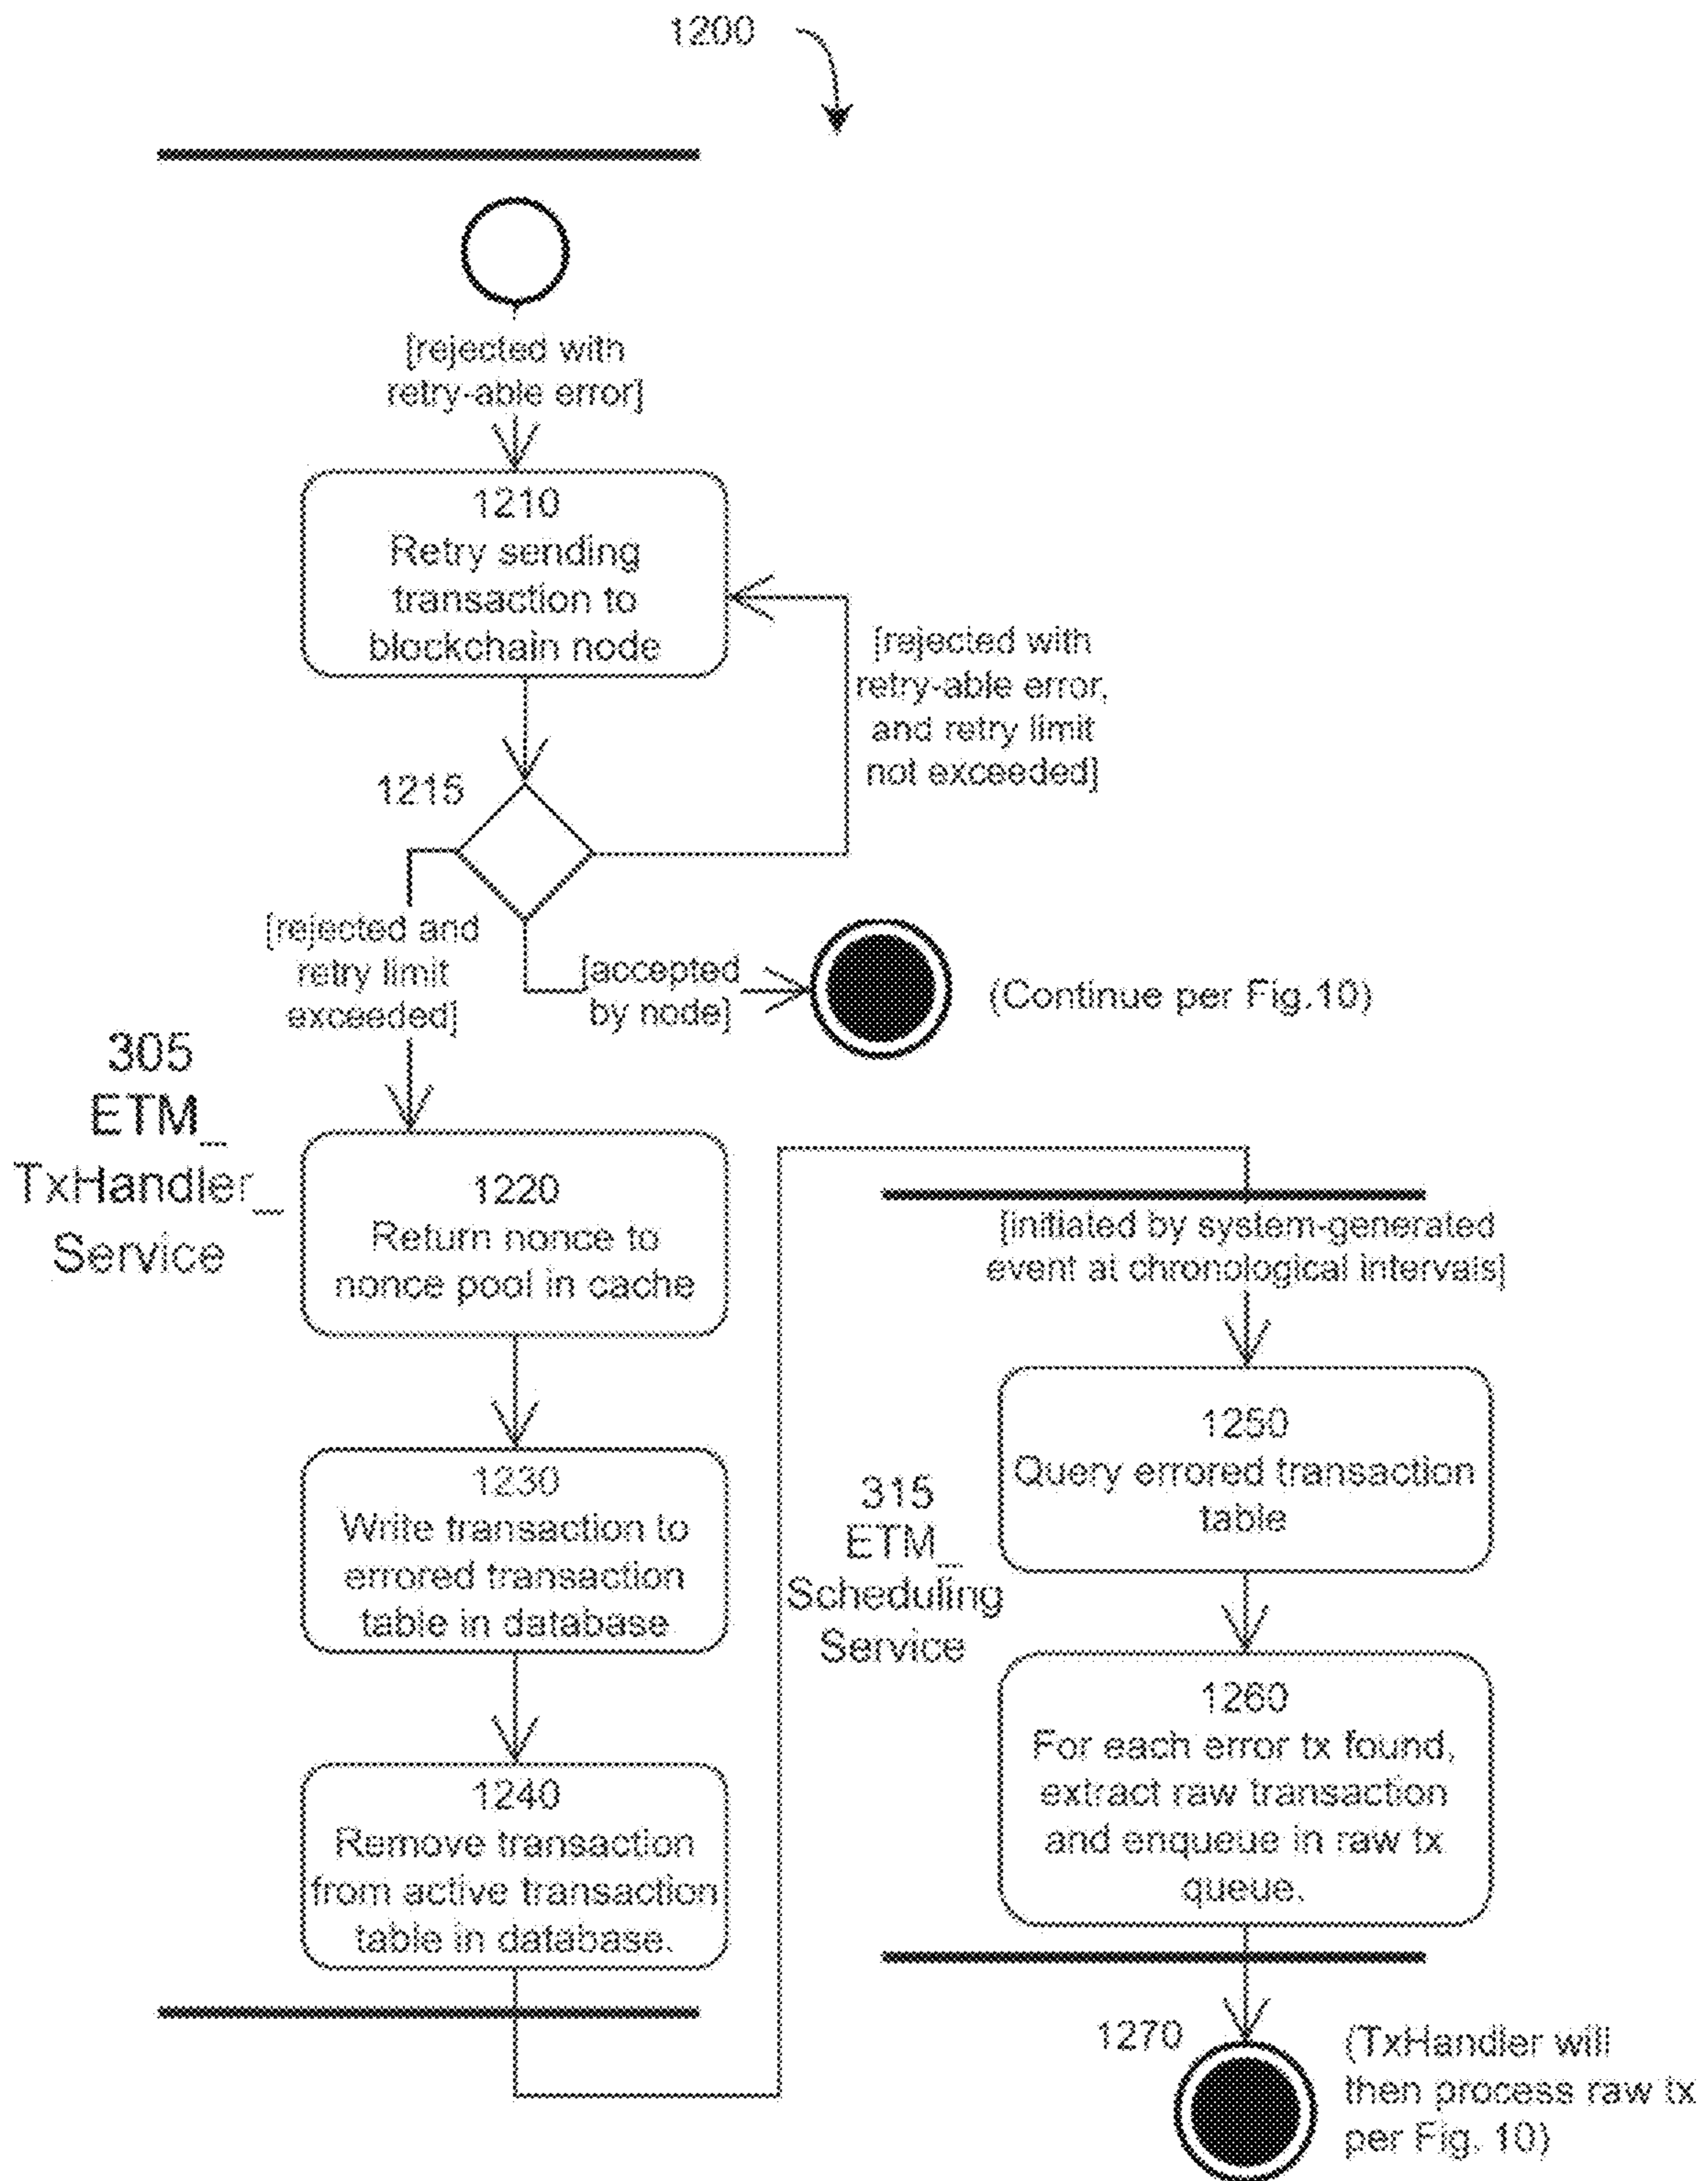 1200
[rejected with
retry-able error]
1210
Retry sending
transaction to
blockchain node
[rejected with
retry-able error,
and retry limit
not exceeded]
1215
[rejected and
retry limit
exceeded]
[accepted
by node]
(Continue per Fig.10)
305
ETM_
TxHandler_
Service
1220
Return nonce to
nonce pool in cache
1230
Write transaction to
errored transaction
table in database
1240
Remove transaction
from active transaction
table in database.
[initiated by system-generated
event at chronological intervals]
315
ETM_
Scheduling
Service
1250
Query errored transaction
table
1260
For each error tx found,
extract raw transaction
and enqueue in raw tx
queue.
1270
(TxHandler will
then process raw tx
per Fig. 10)